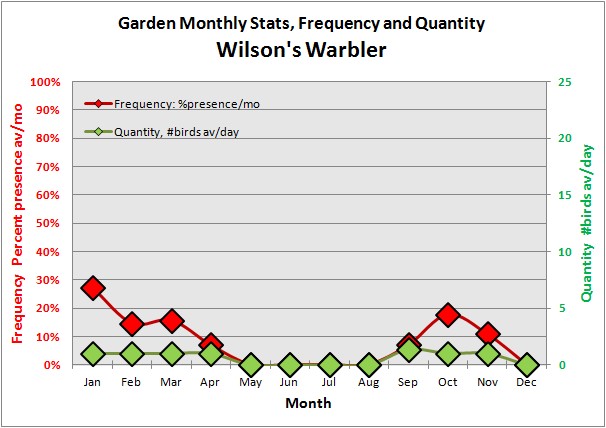 Garden Monthly Stats, Frequency and Quantity
Wilson's Warbler
Frequency Percent presence av/mo
100%
90%
80%
70%
60%
50%
40%
30%
20%
10%
0%
Frequency: %presence/mo
Quantity, #birds av/day
25
20
15
10
5
0
Quantity #birds av/day
Jan Feb Mar Apr May Jun Jul Aug Sep Oct Nov Dec
Month